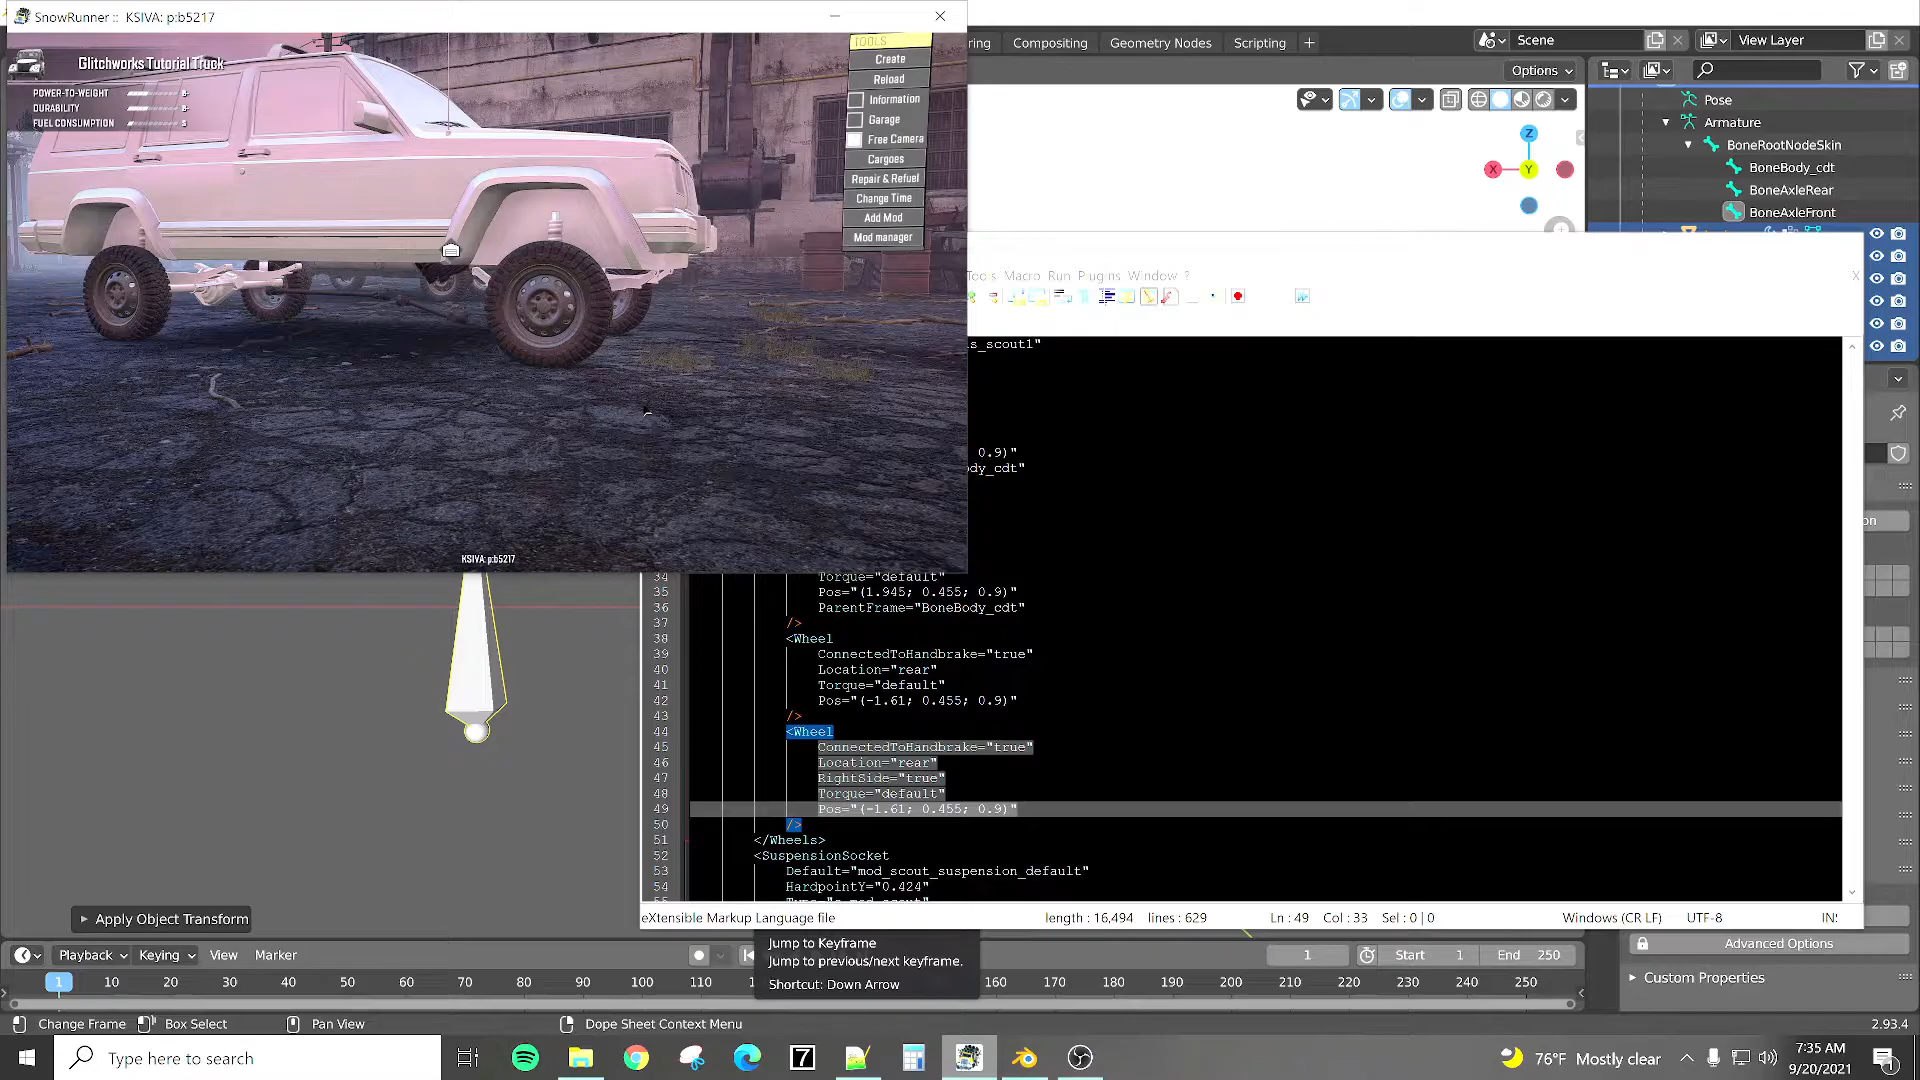 SnowRunner :: KSIVA: p:b5217
Glitchworks Tutorial Truck
POWER-TO-WEIGHT
DURABILITY
FUEL CONSUMPTION
TOOLS
Create
Reload
Information
Garage
Free Camera
Cargoes
Repair & Refuel
Change Time
Add Mod
Mod manager
KSIVA: p:b5217
Compositing
Geometry Nodes
Scripting
Scene
View Layer
Options
X
Y
Z
Pose
Armature
BoneRootNodeSkin
BoneBody_cdt
BoneAxleRear
BoneAxleFront
Tools Macro Run Plugins Window ?
X
is_scout1"
0.9)"
dy_cdt"
34 Torque="default"
35 Pos="(1.945; 0.455; 0.9)"
36 ParentFrame="BoneBody_cdt"
37 />
38 <Wheel
39 ConnectedToHandbrake="true"
40 Location="rear"
41 Torque="default"
42 Pos="(-1.61; 0.455; 0.9)"
43 />
44 <Wheel
45 ConnectedToHandbrake="true"
46 Location="rear"
47 RightSide="true"
48 Torque="default"
49 Pos="(-1.61; 0.455; 0.9)"
50 />
51 </Wheels>
52 <SuspensionSocket
53 Default="mod_scout_suspension_default"
54 HardpointY="0.424"
eXtensible Markup Language file
length : 16,494 lines : 629
Ln : 49 Col : 33 Sel : 0 | 0
Windows (CR LF)
UTF-8
INS
Apply Object Transform
Playback
Keying
View
Marker
Jump to Keyframe
Jump to previous/next keyframe.
Shortcut: Down Arrow
1
Start 1
End 250
1 10 20 30 40 50 60 70 80 90 100 110 160 170 180 190 200 210 220 230 240 250
Advanced Options
Custom Properties
Change Frame
Box Select
Pan View
Dope Sheet Context Menu
2.93.4
Type here to search
76°F Mostly clear
7:35 AM
9/20/2021